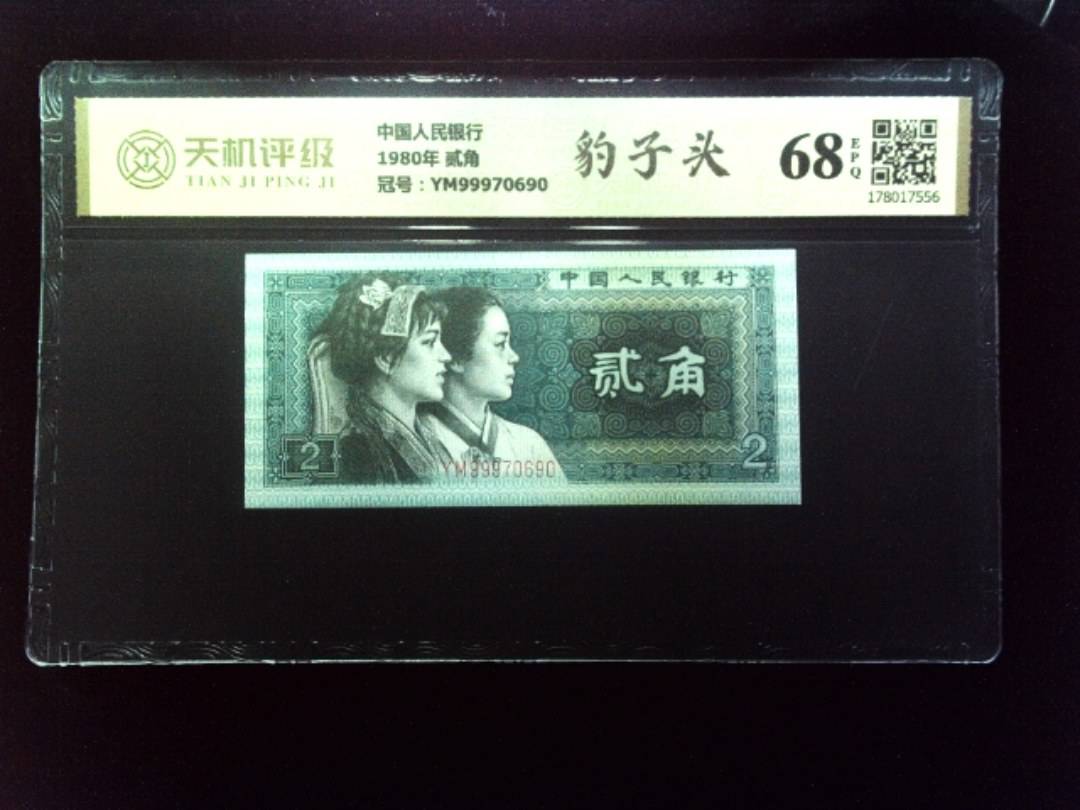 天机评级
TIAN JI PING JI
中国人民银行
1980年 贰角
冠号：YM99970690
豹子头
68
EPQ
178017556
中国人民银行
贰角
2
YM99970690
2